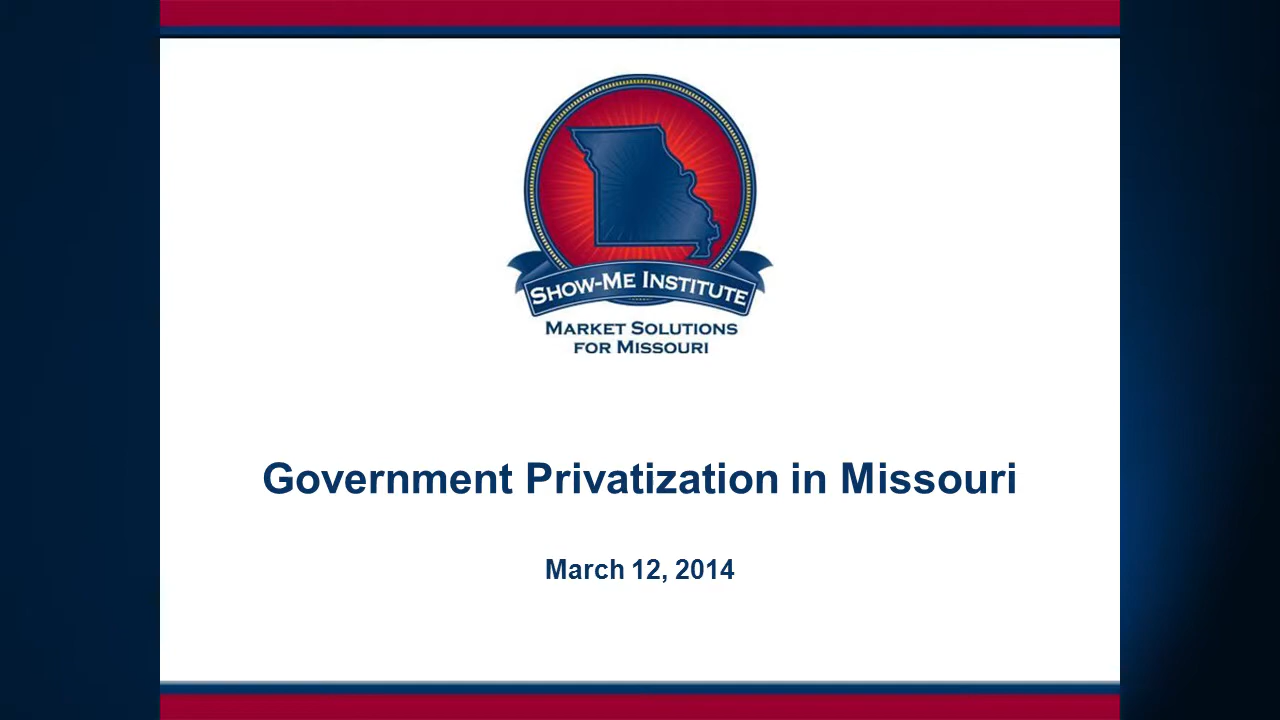 SHOW-ME INSTITUTE
MARKET SOLUTIONS
FOR MISSOURI
Government Privatization in Missouri
March 12, 2014